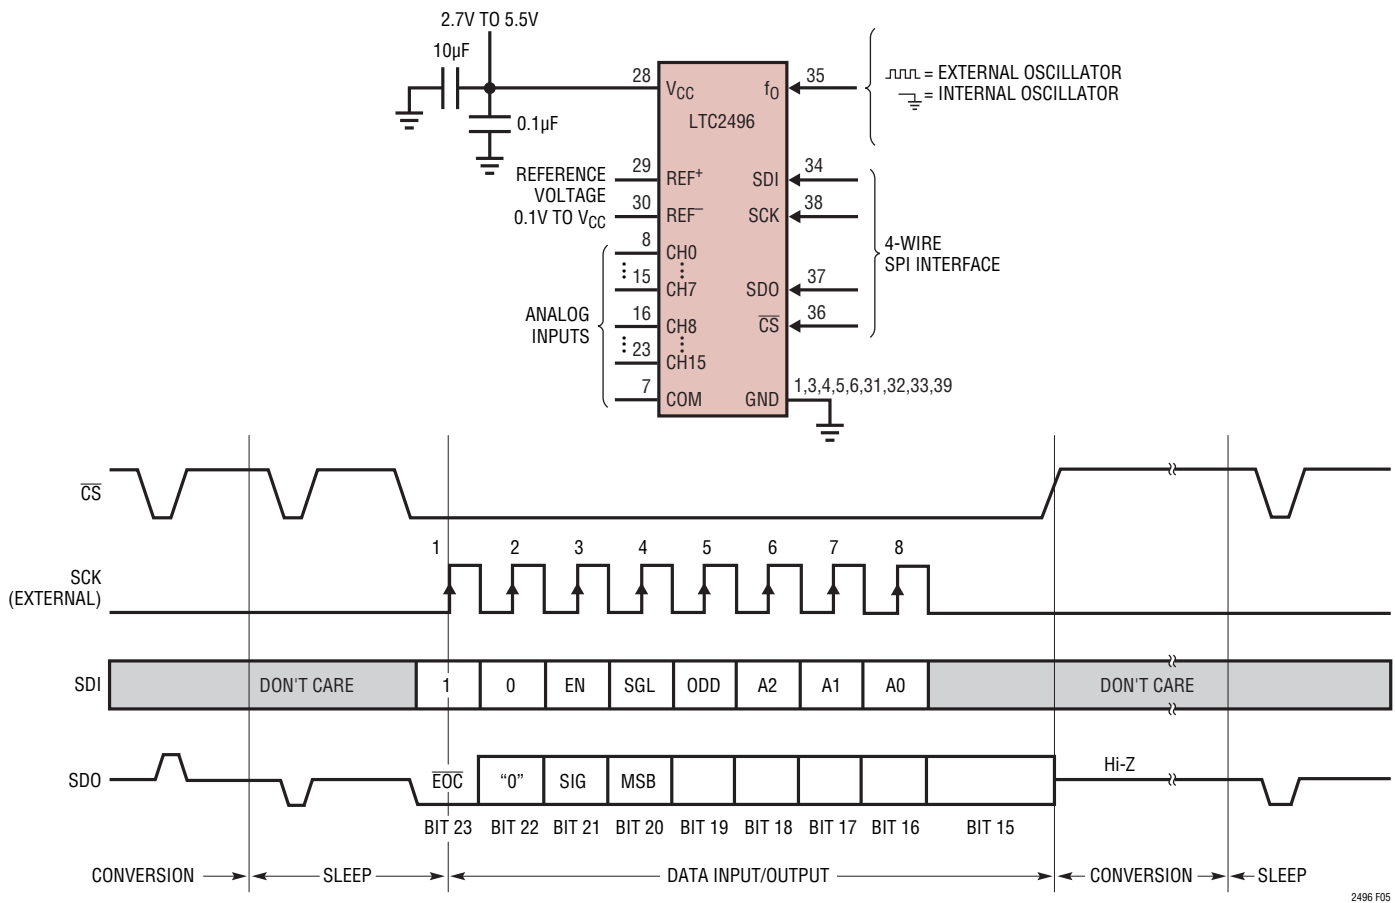 2.7V TO 5.5V
10µF
0.1µF
28
VCC
fO
35
LTC2496
= EXTERNAL OSCILLATOR
= INTERNAL OSCILLATOR
REFERENCE
VOLTAGE
0.1V TO VCC
29
REF+
30
REF−
SDI
34
SCK
38
8
CH0
15
CH7
16
CH8
23
CH15
7
COM
ANALOG
INPUTS
SDO
37
CS
36
4-WIRE
SPI INTERFACE
GND
1,3,4,5,6,31,32,33,39
CS
1 2 3 4 5 6 7 8
SCK
(EXTERNAL)
SDI
DON'T CARE
1 0 EN SGL ODD A2 A1 A0
DON'T CARE
SDO
EOC "0" SIG MSB
Hi-Z
BIT 23 BIT 22 BIT 21 BIT 20 BIT 19 BIT 18 BIT 17 BIT 16 BIT 15
CONVERSION SLEEP DATA INPUT/OUTPUT CONVERSION SLEEP
2496 F05